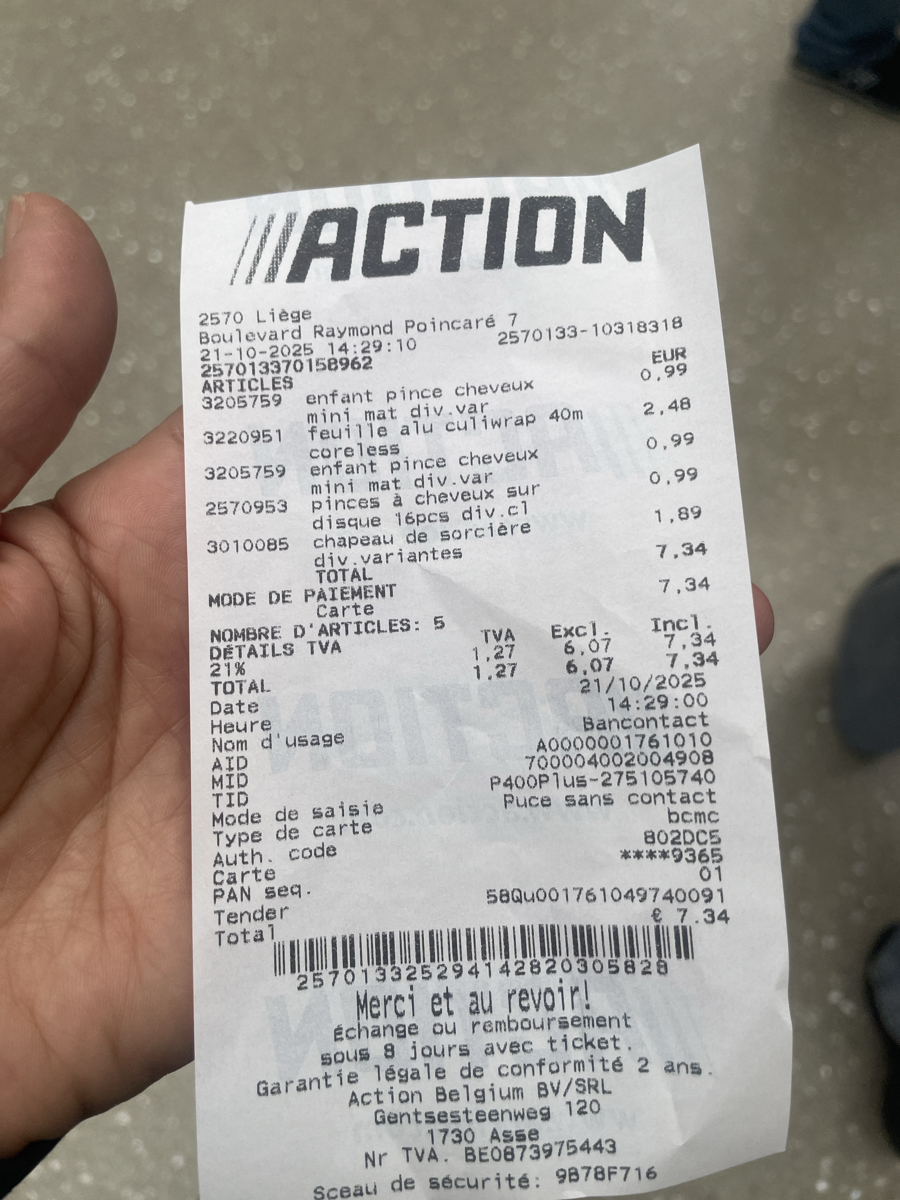 ACTION
2570 Liège
Boulevard Raymond Poincaré 7
21-10-2025 14:29:10 2570133-10318318
257013370158962
ARTICLES EUR
3205759 enfant pince cheveux 0,99
mini mat div.var
3220951 feuille alu culiwrap 40m 2,48
coreless
3205759 enfant pince cheveux 0,99
mini mat div.var
2570953 pinces à cheveux sur 0,99
disque 16pcs div.cl
3010085 chapeau de sorcière 1,89
div.variantes
TOTAL 7,34
MODE DE PAIEMENT
Carte 7,34
NOMBRE D'ARTICLES: 5
DÉTAILS TVA TVA Excl. Incl.
21% 1,27 6,07 7,34
TOTAL 1,27 6,07 7,34
Date 21/10/2025
Heure 14:29:00
Nom d'usage Bancontact
AID A0000001761010
MID 700004002004908
TID P400Plus-275105740
Mode de saisie Puce sans contact
Type de carte bcmc
Auth. code 802DC5
Carte ****9365
PAN seq. 01
Tender 58Qu001761049740091
Total € 7.34
257013325294142820305828
Merci et au revoir!
Échange ou remboursement
sous 8 jours avec ticket.
Garantie légale de conformité 2 ans.
Action Belgium BV/SRL
Gentsesteenweg 120
1730 Asse
Nr TVA. BE0873975443
Sceau de sécurité: 9B78F716